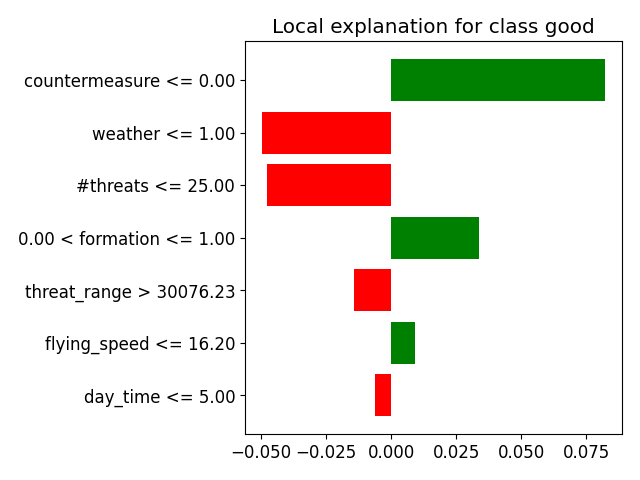 Local explanation for class good
countermeasure <= 0.00
weather <= 1.00
#threats <= 25.00
0.00 < formation <= 1.00
threat_range > 30076.23
flying_speed <= 16.20
day_time <= 5.00
−0.050 −0.025 0.000 0.025 0.050 0.075